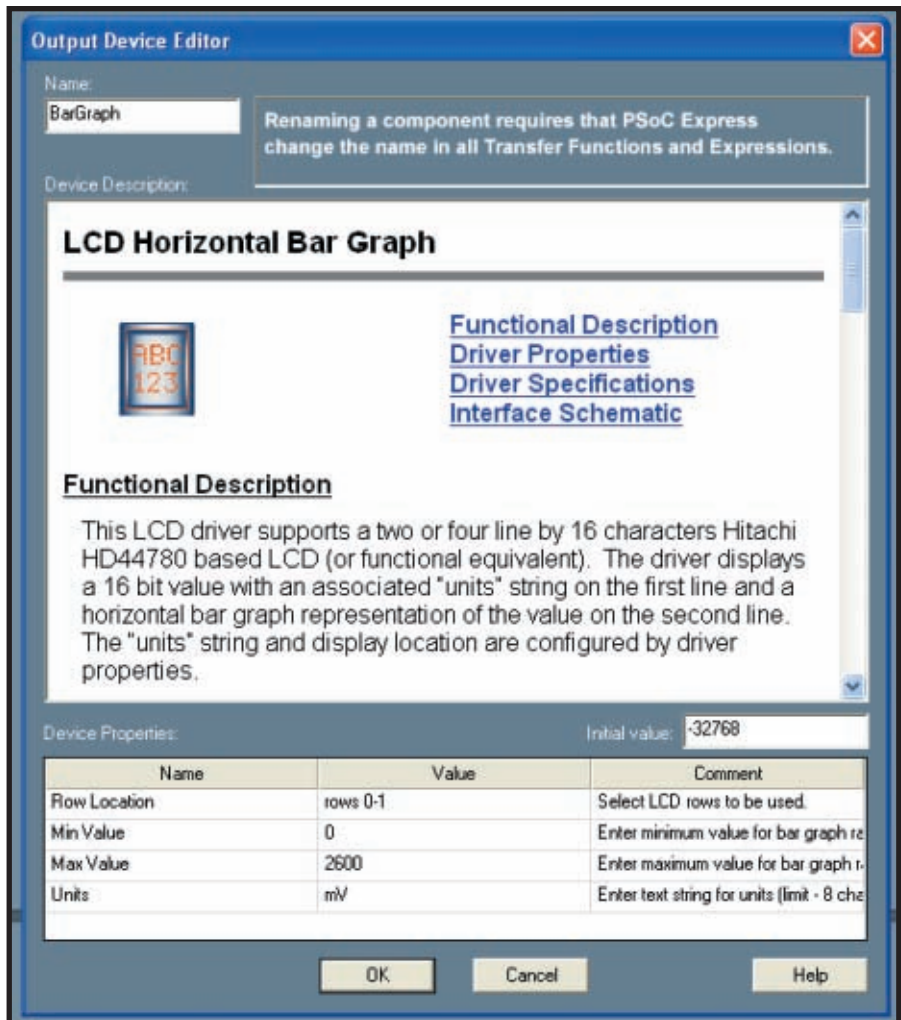 Output Device Editor
Name:
BarGraph
Renaming a component requires that PSoC Express
change the name in all Transfer Functions and Expressions.
Device Description:
LCD Horizontal Bar Graph
ABC
123
Functional Description
Driver Properties
Driver Specifications
Interface Schematic
Functional Description
This LCD driver supports a two or four line by 16 characters Hitachi
HD44780 based LCD (or functional equivalent). The driver displays
a 16 bit value with an associated "units" string on the first line and a
horizontal bar graph representation of the value on the second line.
The "units" string and display location are configured by driver
properties.
Device Properties:
Initial value: -32768
Name Value Comment
Row Location rows 0-1 Select LCD rows to be used.
Min Value 0 Enter minimum value for bar graph ra
Max Value 2600 Enter maximum value for bar graph r
Units mV Enter text string for units (limit - 8 cha
OK Cancel Help